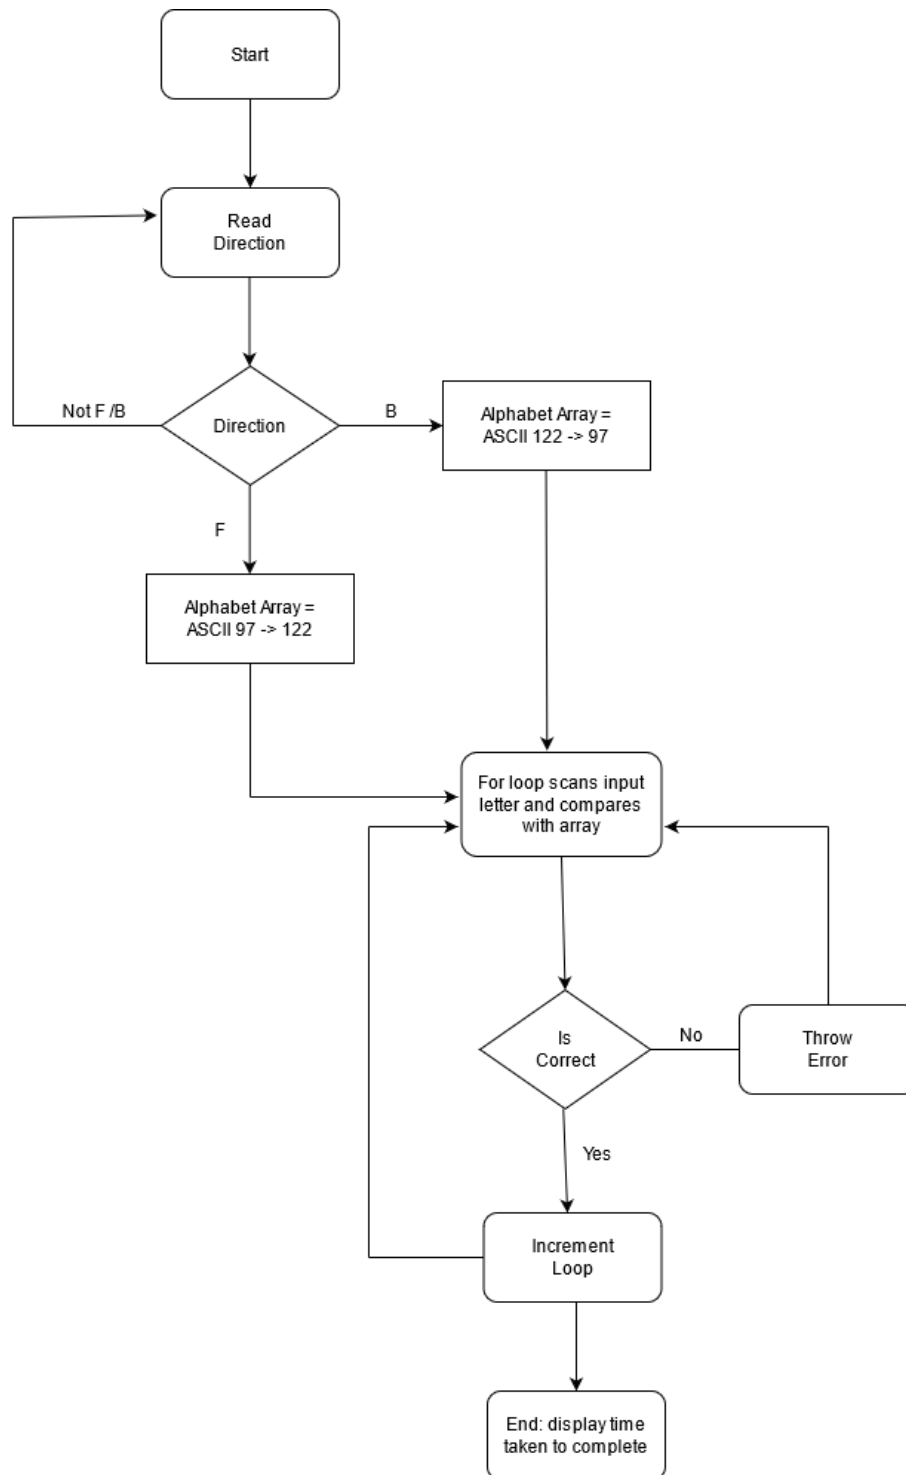 Start
Read
Direction
Not F /B
Direction
B
Alphabet Array =
ASCII 122 -> 97
F
Alphabet Array =
ASCII 97 -> 122
For loop scans input
letter and compares
with array
Is
Correct
No
Throw
Error
Yes
Increment
Loop
End: display time
taken to complete